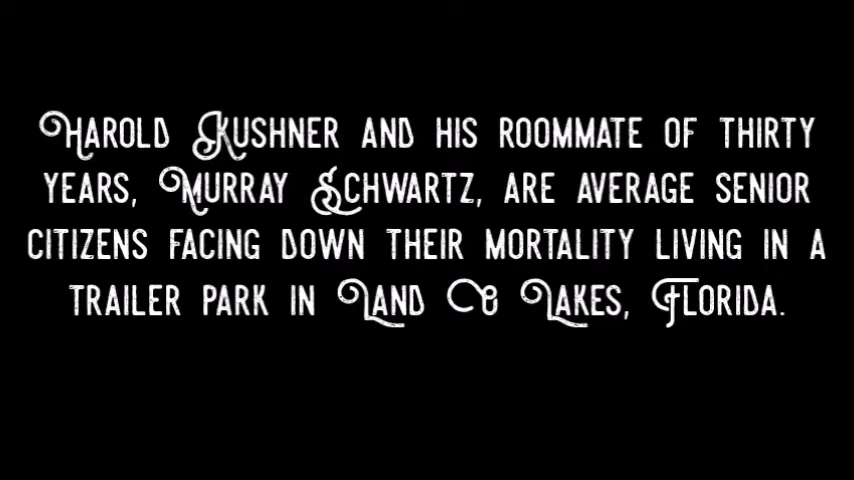 Harold Kushner and his roommate of thirty
years, Murray Schwartz, are average senior
citizens facing down their mortality living in a
trailer park in Land O Lakes, Florida.